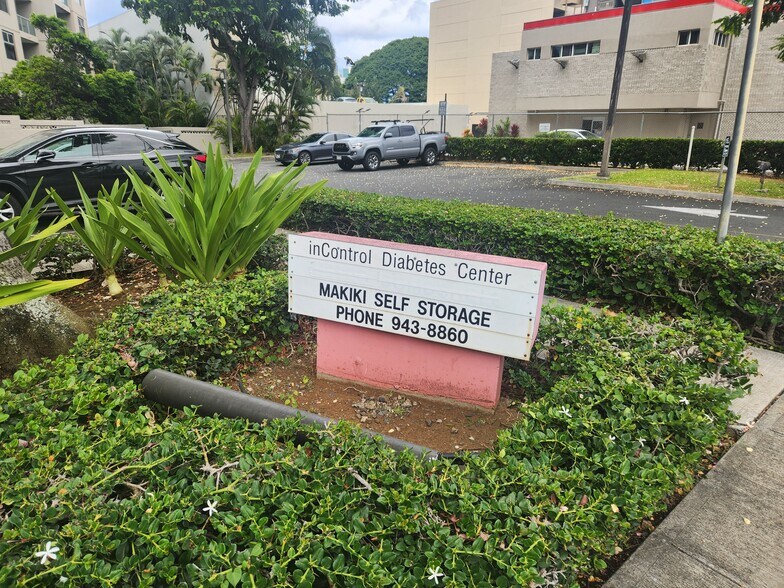 inControl Diabetes Center
MAKIKI SELF STORAGE
PHONE 943-8860